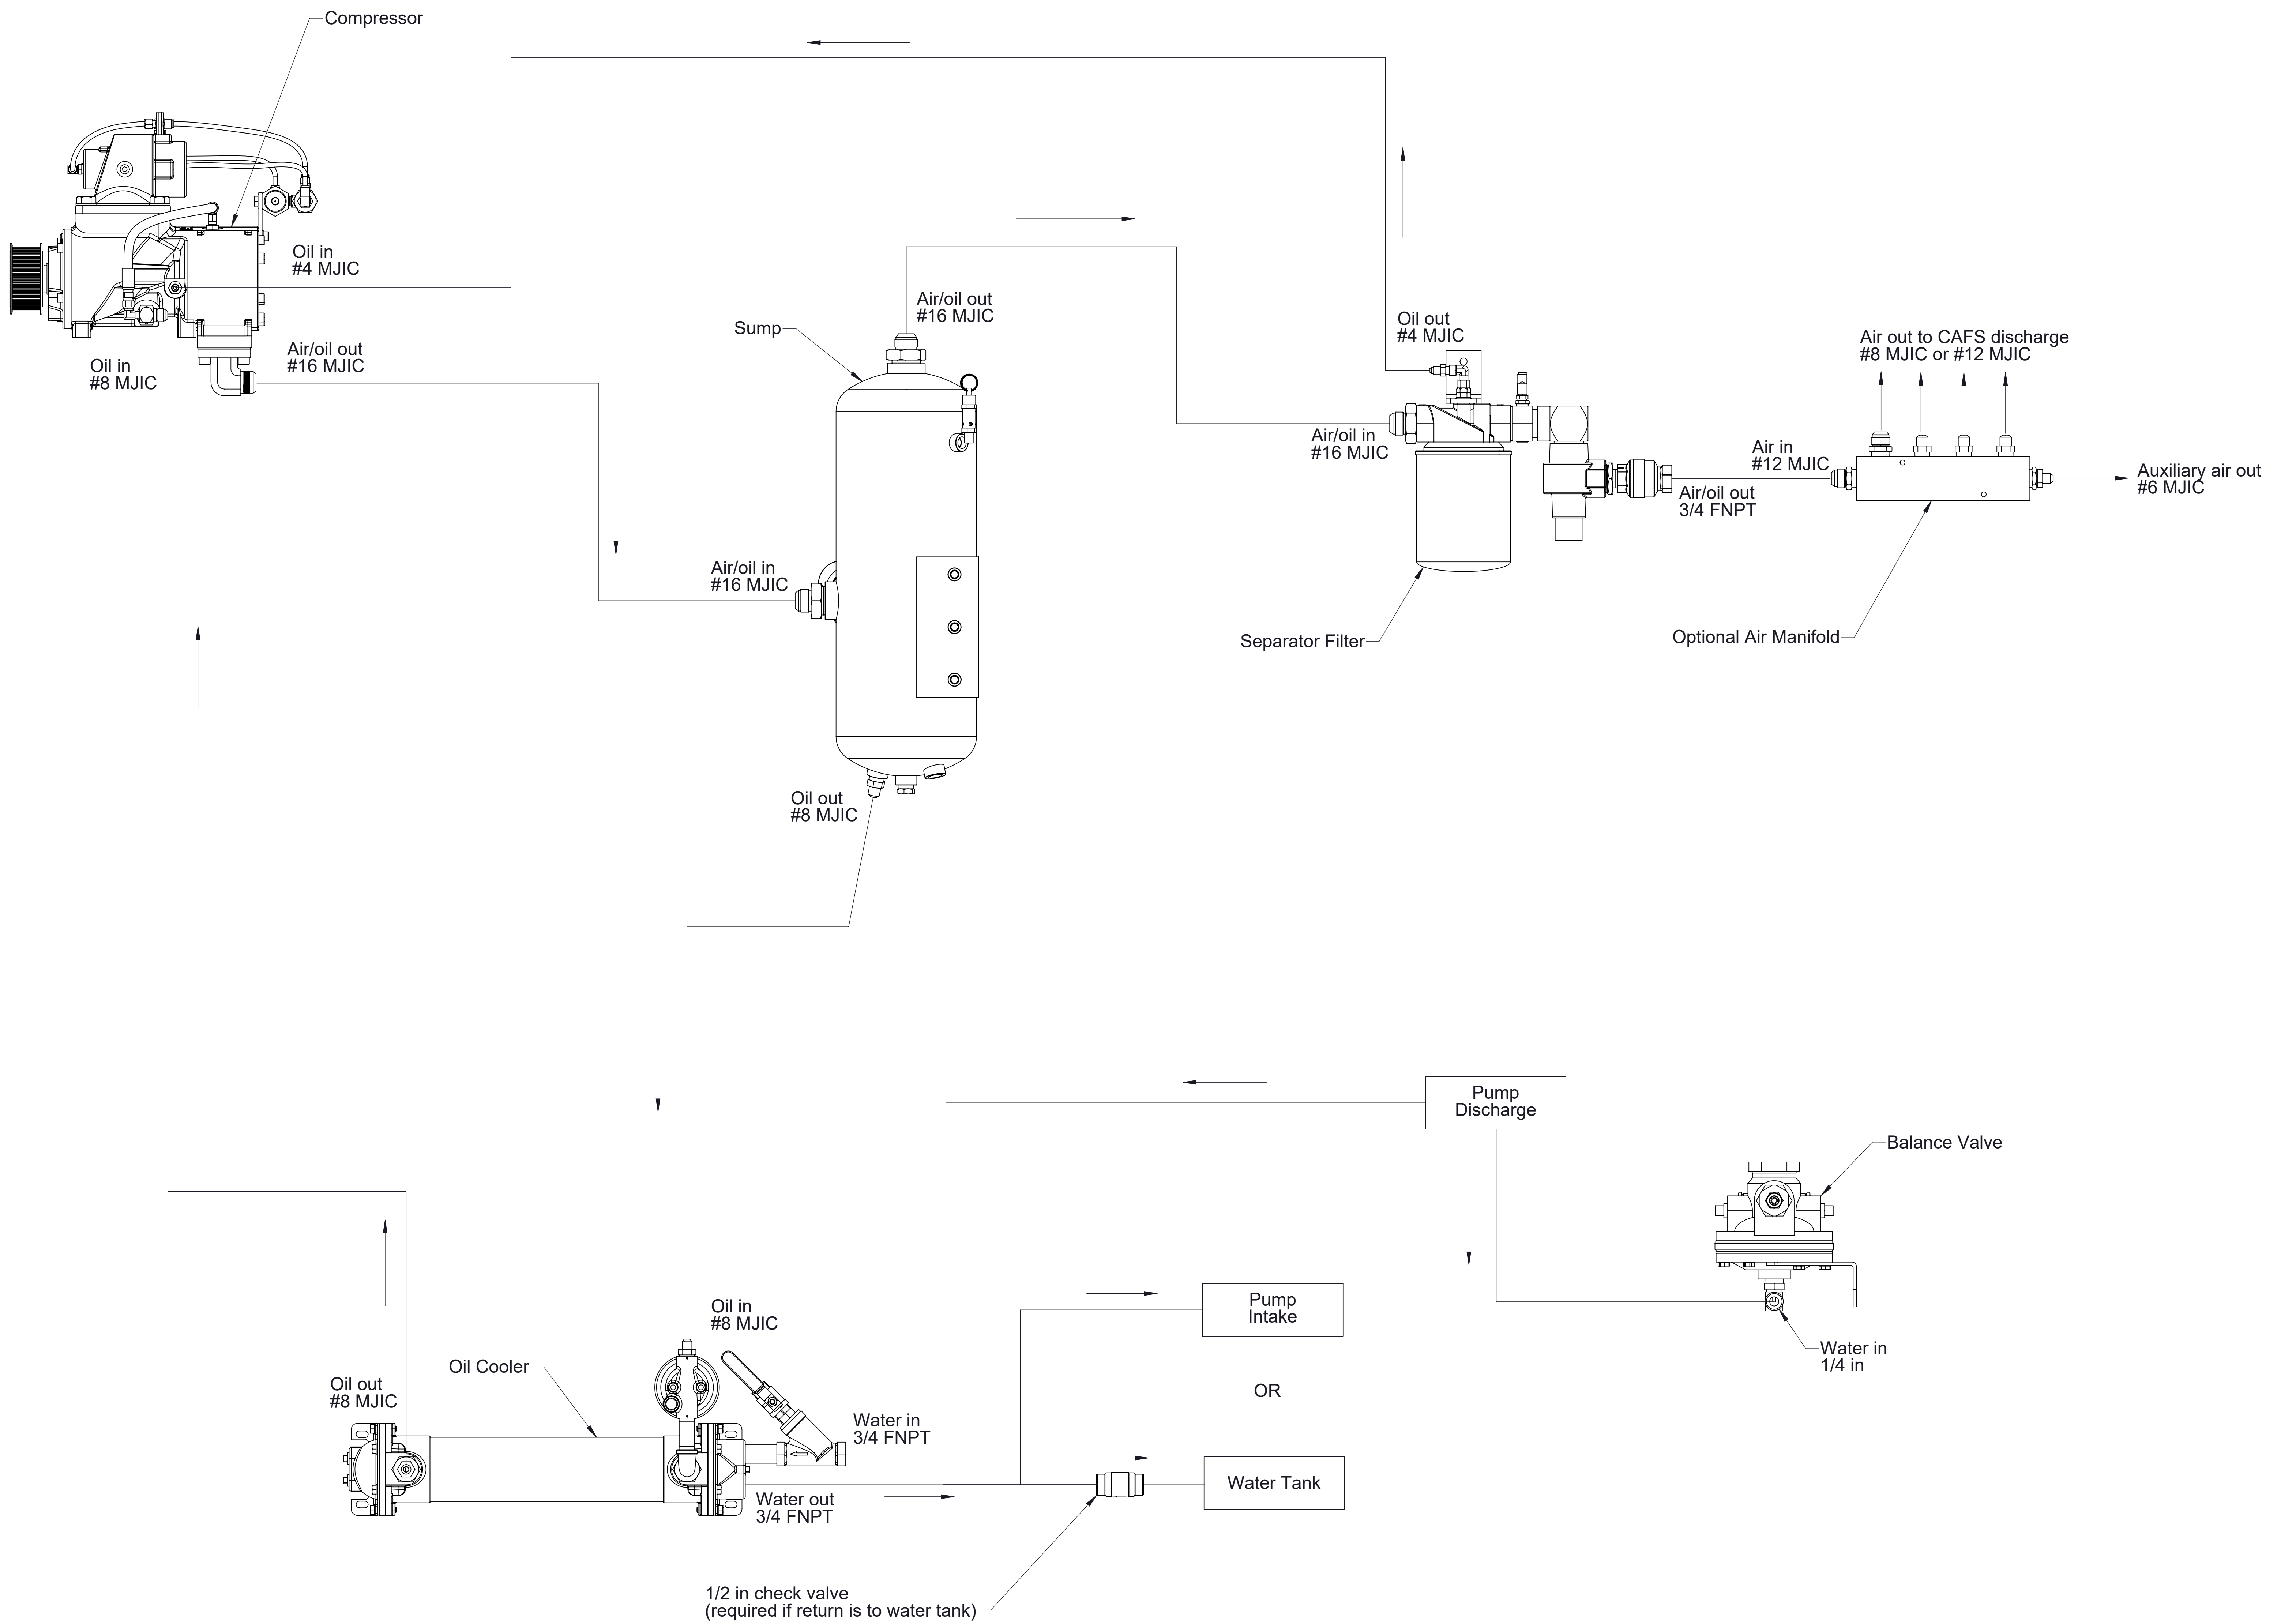 Compressor
Oil in
#4 MJIC
Air/oil out
#16 MJIC
Oil in
#8 MJIC
Sump
Air/oil out
#16 MJIC
Air/oil in
#16 MJIC
Oil out
#8 MJIC
Oil out
#4 MJIC
Air/oil in
#16 MJIC
Separator Filter
Air/oil out
3/4 FNPT
Air in
#12 MJIC
Air out to CAFS discharge
#8 MJIC or #12 MJIC
Auxiliary air out
#6 MJIC
Optional Air Manifold
Pump
Discharge
Balance Valve
Water in
1/4 in
Pump
Intake
OR
Water Tank
Oil in
#8 MJIC
Oil Cooler
Oil out
#8 MJIC
Water in
3/4 FNPT
Water out
3/4 FNPT
1/2 in check valve
(required if return is to water tank)